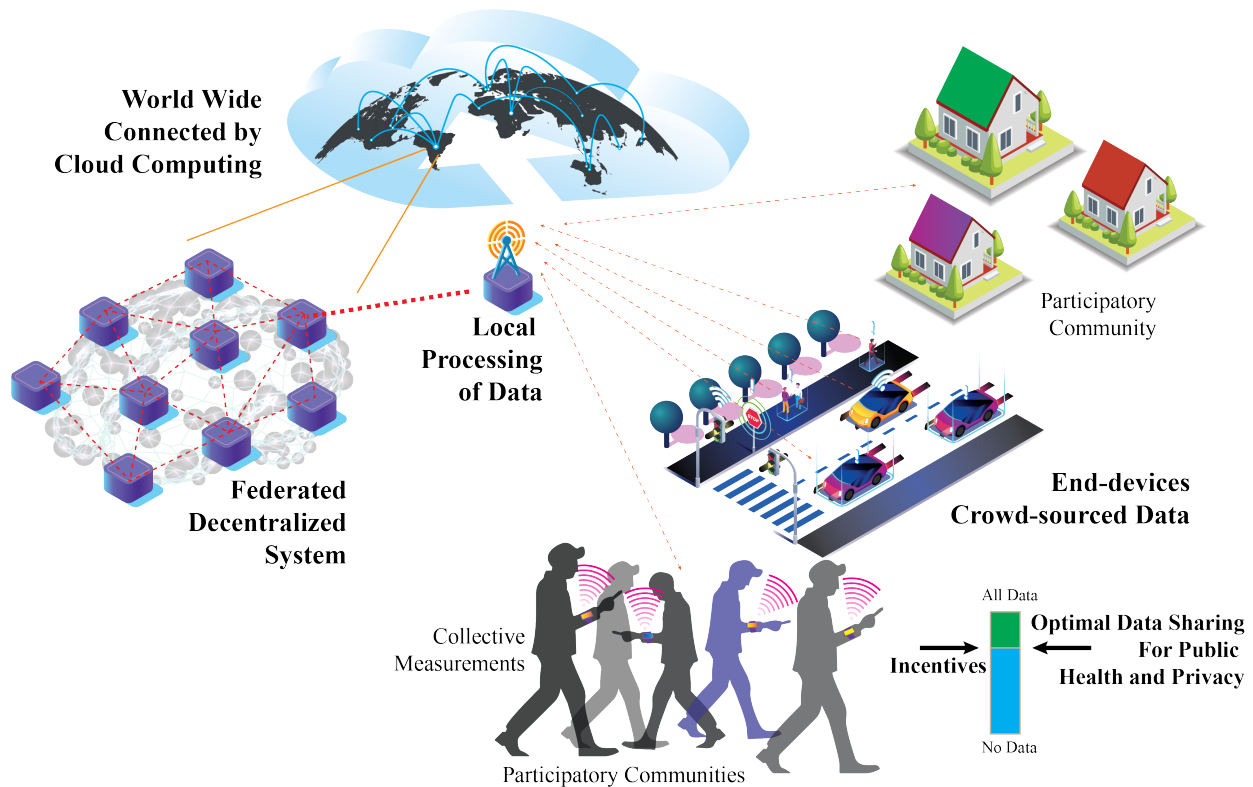 World Wide
Connected by
Cloud Computing
Local
Processing
of Data
Participatory
Community
Federated
Decentralized
System
STOP
End-devices
Crowd-sourced Data
Collective
Measurements
Participatory Communities
All Data
Incentives
Optimal Data Sharing
For Public
Health and Privacy
No Data